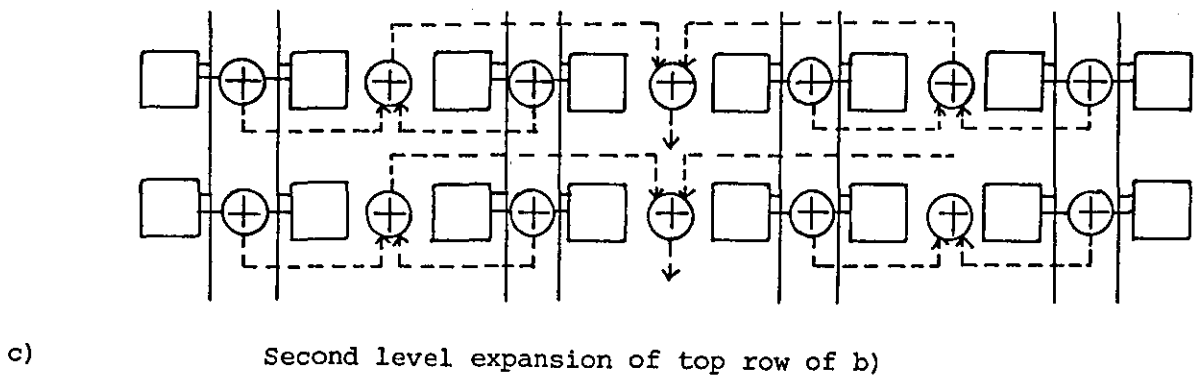 c) Second level expansion of top row of b)